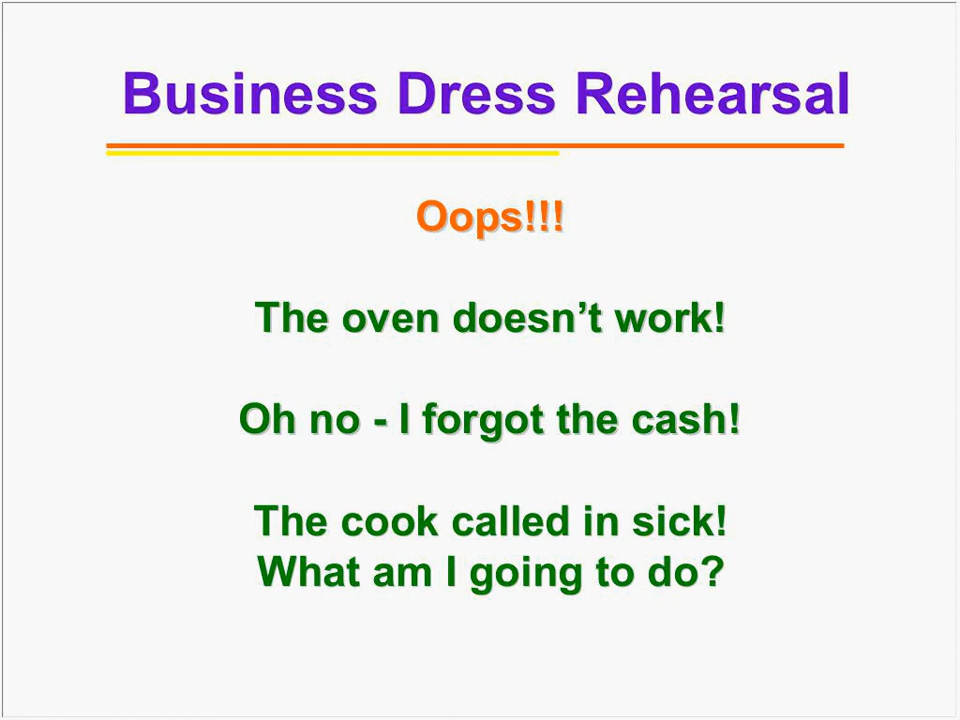 Business Dress Rehearsal
Oops!!!
The oven doesn’t work!
Oh no - I forgot the cash!
The cook called in sick!
What am I going to do?